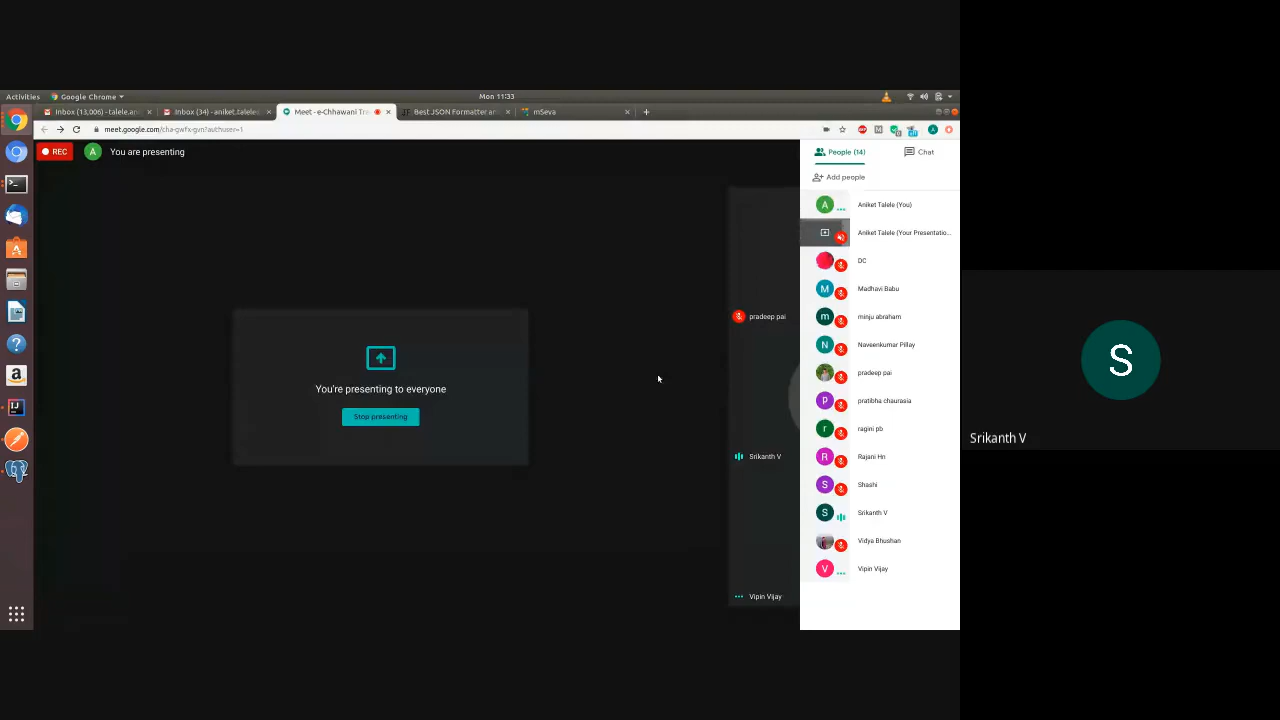 Activities
Google Chrome
Mon 11:33
Inbox (13,006) - talele.an
Inbox (34) - aniket.talele
Meet - e-Chhawani Tra
Best JSON Formatter an
mSeva
meet.google.com/cha-gwfx-gvn?authuser=1
REC
A
You are presenting
People (14)
Chat
Add people
A
Aniket Talele (You)
Aniket Talele (Your Presentatio...
DC
M
Madhavi Babu
m
minju abraham
pradeep pai
N
Naveenkumar Pillay
pradeep pai
You're presenting to everyone
p
pratibha chaurasia
Stop presenting
r
ragini pb
R
Rajani Hn
Srikanth V
S
Shashi
S
Srikanth V
Vidya Bhushan
V
Vipin Vijay
Vipin Vijay
S
Srikanth V